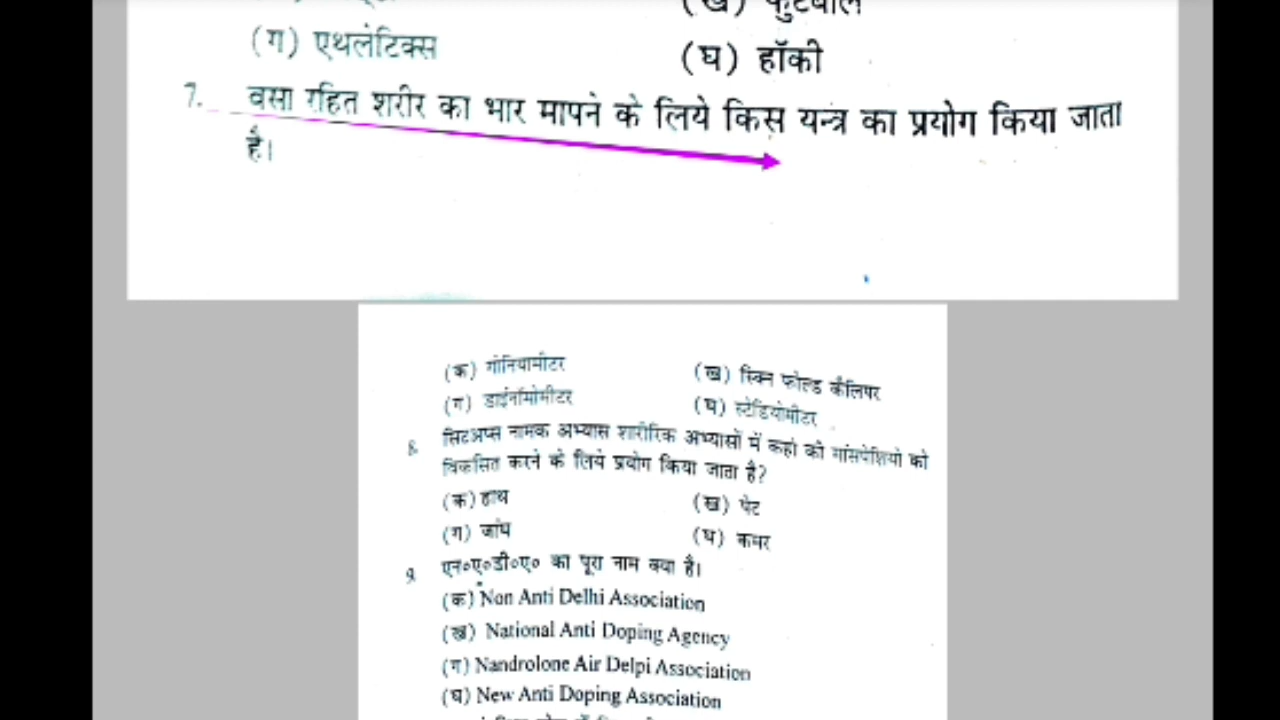 (ख) फुटबॉल
(ग) एथलेटिक्स
(घ) हॉकी
7. वसा रहित शरीर का भार मापने के लिये किस यन्त्र का प्रयोग किया जाता
है।
(क) गोनियामीटर
(ख) स्किन फोल्ड कैलिपर
(ग) डाईनॉमोमीटर
(घ) स्टेडियोमीटर
8. सिटअप्स नामक अभ्यास शारीरिक अभ्यासों में कहां की मांसपेशियो को
विकसित करने के लिये प्रयोग किया जाता है?
(क) हाथ
(ख) पेट
(ग) जांघ
(घ) कमर
9. एन०ए०डी०ए० का पूरा नाम क्या है।
(क) Non Anti Delhi Association
(ख) National Anti Doping Agency
(ग) Nandrolone Air Delpi Association
(घ) New Anti Doping Association